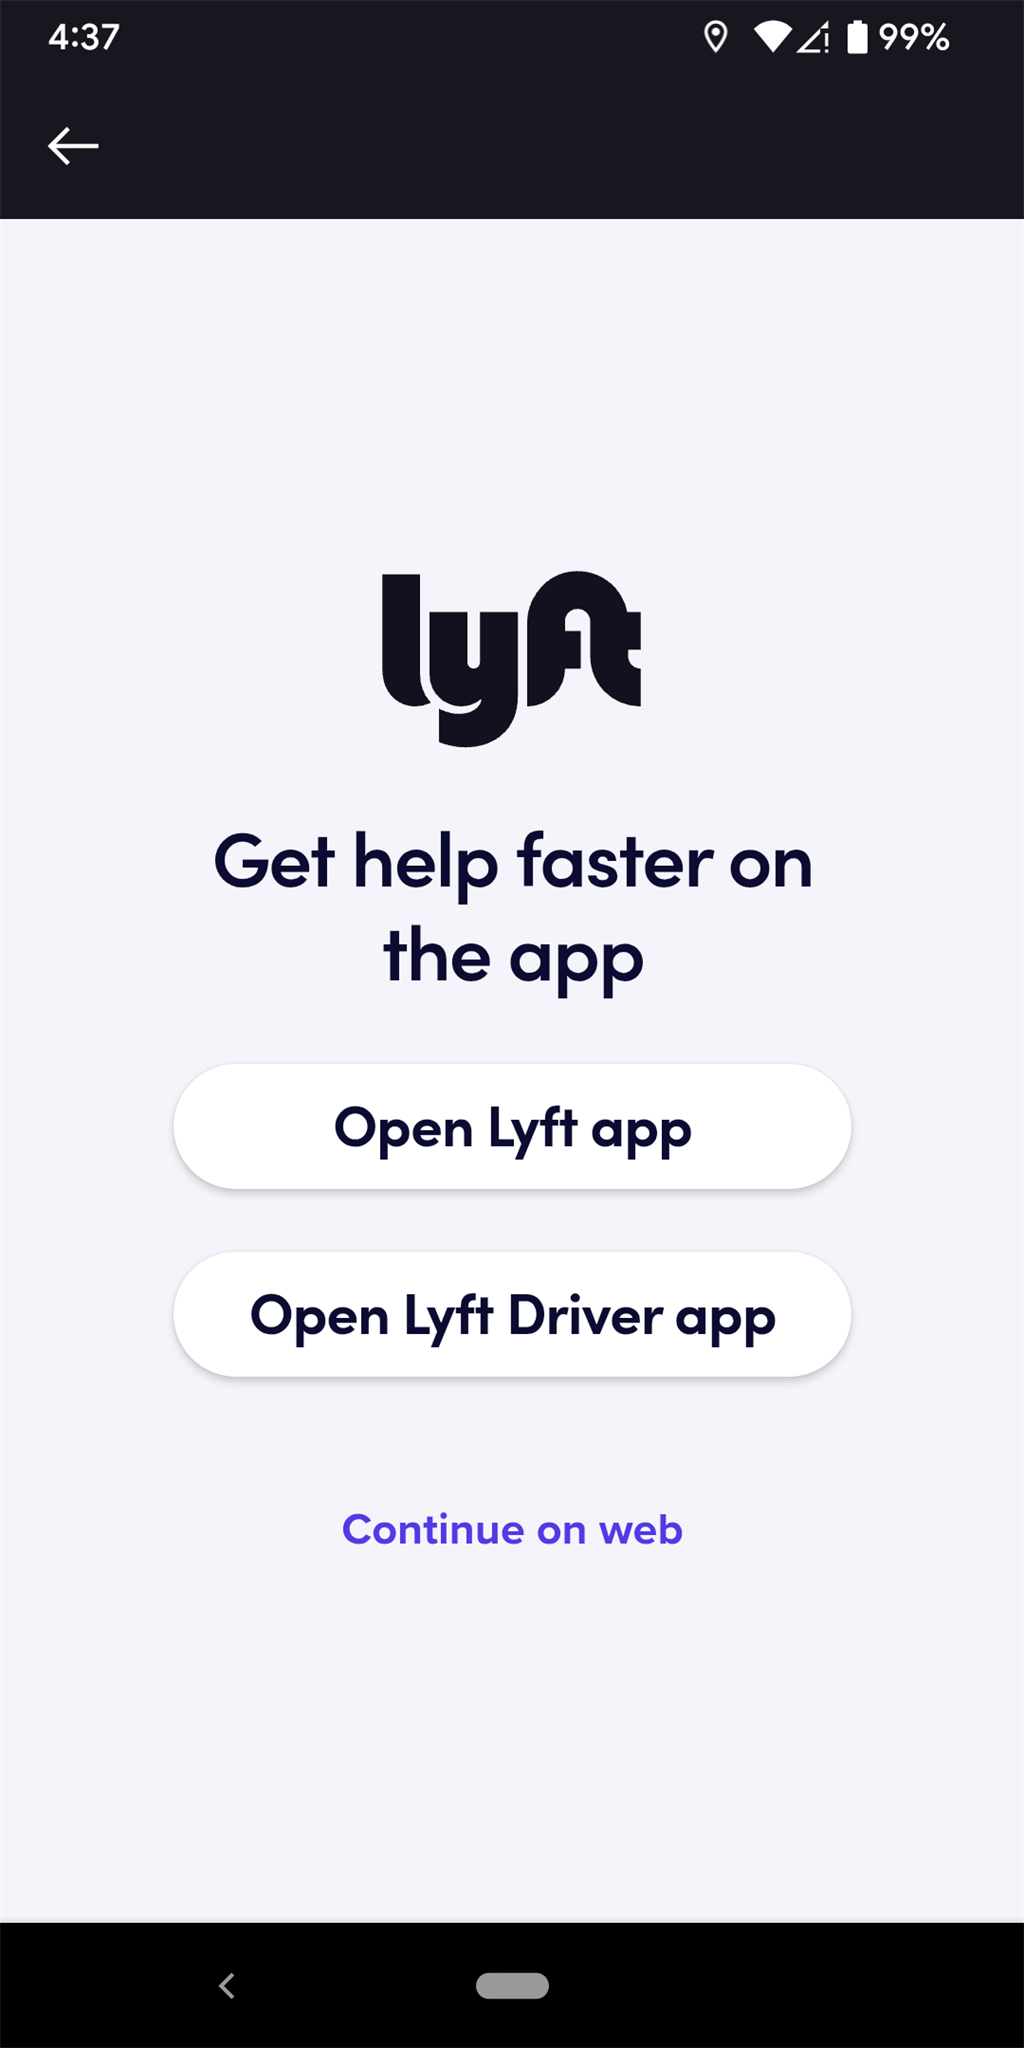 4:37
99%
lyft
Get help faster on
the app
Open Lyft app
Open Lyft Driver app
Continue on web